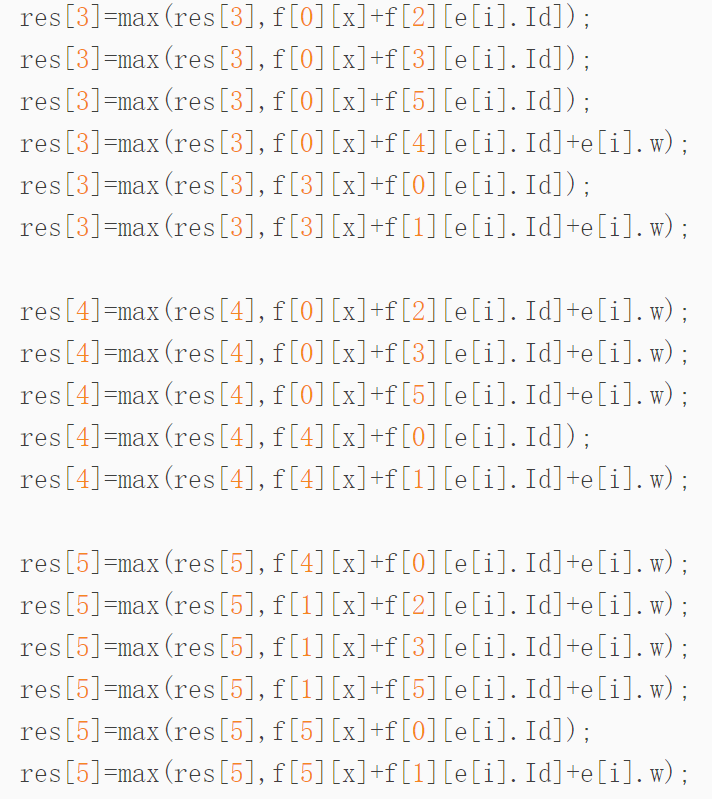 res[3]=max(res[3],f[0][x]+f[2][e[i].Id]);
res[3]=max(res[3],f[0][x]+f[3][e[i].Id]);
res[3]=max(res[3],f[0][x]+f[5][e[i].Id]);
res[3]=max(res[3],f[0][x]+f[4][e[i].Id]+e[i].w);
res[3]=max(res[3],f[3][x]+f[0][e[i].Id]);
res[3]=max(res[3],f[3][x]+f[1][e[i].Id]+e[i].w);
res[4]=max(res[4],f[0][x]+f[2][e[i].Id]+e[i].w);
res[4]=max(res[4],f[0][x]+f[3][e[i].Id]+e[i].w);
res[4]=max(res[4],f[0][x]+f[5][e[i].Id]+e[i].w);
res[4]=max(res[4],f[4][x]+f[0][e[i].Id]);
res[4]=max(res[4],f[4][x]+f[1][e[i].Id]+e[i].w);
res[5]=max(res[5],f[4][x]+f[0][e[i].Id]+e[i].w);
res[5]=max(res[5],f[1][x]+f[2][e[i].Id]+e[i].w);
res[5]=max(res[5],f[1][x]+f[3][e[i].Id]+e[i].w);
res[5]=max(res[5],f[1][x]+f[5][e[i].Id]+e[i].w);
res[5]=max(res[5],f[5][x]+f[0][e[i].Id]);
res[5]=max(res[5],f[5][x]+f[1][e[i].Id]+e[i].w);